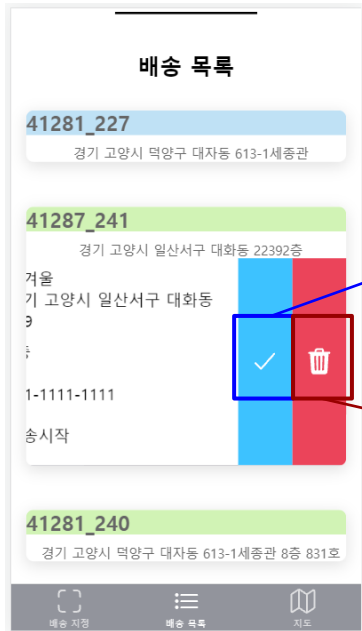 배송 목록
41281_227
경기 고양시 덕양구 대자동 613-1세종관
41287_241
경기 고양시 일산서구 대화동 22392층
겨울
기 고양시 일산서구 대화동
9
1-1111-1111
송시작
41281_240
경기 고양시 덕양구 대자동 613-1세종관 8층 831호
배송 지정
배송 목록
지도